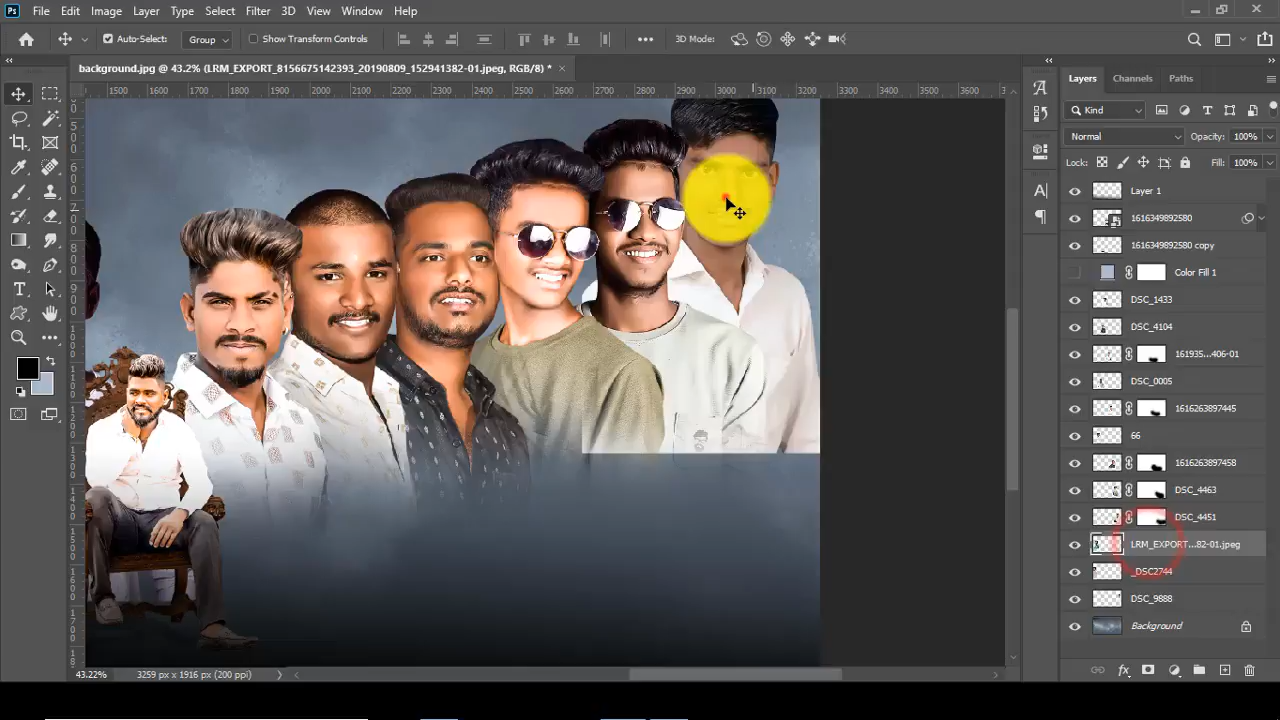 Ps File Edit Image Layer Type Select Filter 3D View Window Help
Auto-Select: Group Show Transform Controls ••• 3D Mode:
background.jpg @ 43.2% (LRM_EXPORT_8156675142393_20190809_152941382-01.jpeg, RGB/8) *
1500 1600 1700 1800 1900 2000 2100 2200 2300 2400 2500 2600 2700 2800 2900 3000 3100 3200 3300 3400 3500 3600
Layers Channels Paths
Kind
Normal Opacity: 100%
Lock: Fill: 100%
Layer 1
1616349892580
1616349892580 copy
Color Fill 1
DSC_1433
DSC_4104
161935...406-01
DSC_0005
1616263897445
66
1616263897458
DSC_4463
DSC_4451
LRM_EXPORT...82-01.jpeg
_DSC2744
DSC_9888
Background
43.22% 3259 px x 1916 px (200 ppi)